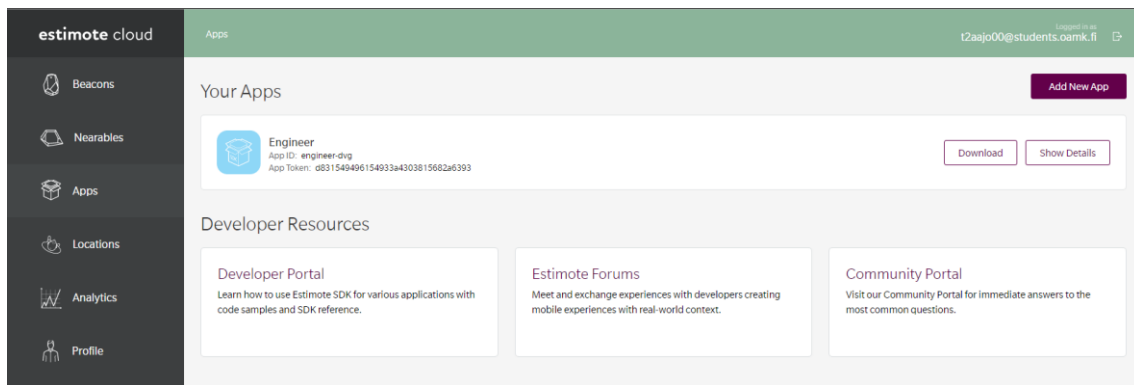 estimote cloud
Apps
Logged in as
t2aajo00@students.oamk.fi
Beacons
Nearables
Apps
Locations
Analytics
Profile
Your Apps
Add New App
Engineer
App ID: engineer-dvg
App Token: d831549496154933a4303815682a6393
Download
Show Details
Developer Resources
Developer Portal
Learn how to use Estimote SDK for various applications with
code samples and SDK reference.
Estimote Forums
Meet and exchange experiences with developers creating
mobile experiences with real-world context.
Community Portal
Visit our Community Portal for immediate answers to the
most common questions.